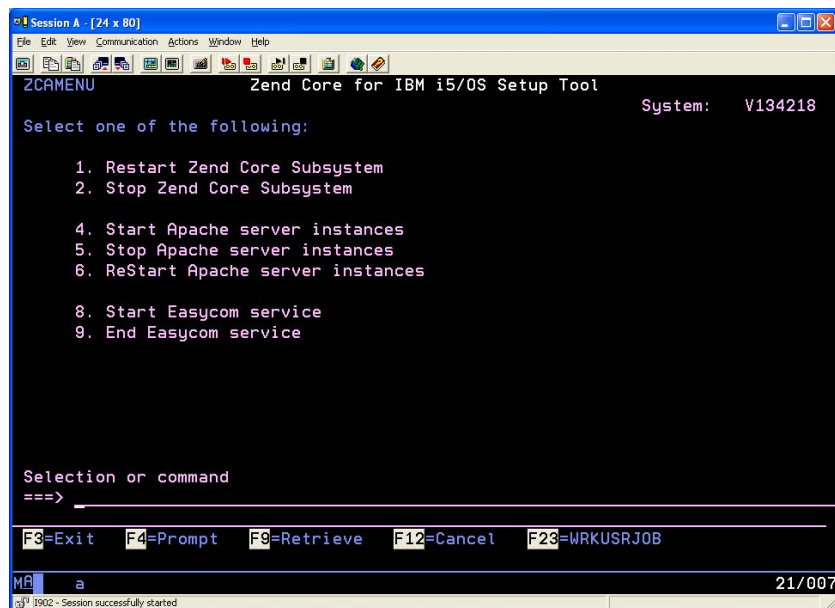 Session A - [24 x 80]
File Edit View Communication Actions Window Help
ZCAMENU Zend Core for IBM i5/OS Setup Tool
System: V134218
Select one of the following:
1. Restart Zend Core Subsystem
2. Stop Zend Core Subsystem
4. Start Apache server instances
5. Stop Apache server instances
6. ReStart Apache server instances
8. Start Easycom service
9. End Easycom service
Selection or command
===>
F3=Exit F4=Prompt F9=Retrieve F12=Cancel F23=WRKUSRJOB
MA a 21/007
I902 - Session successfully started